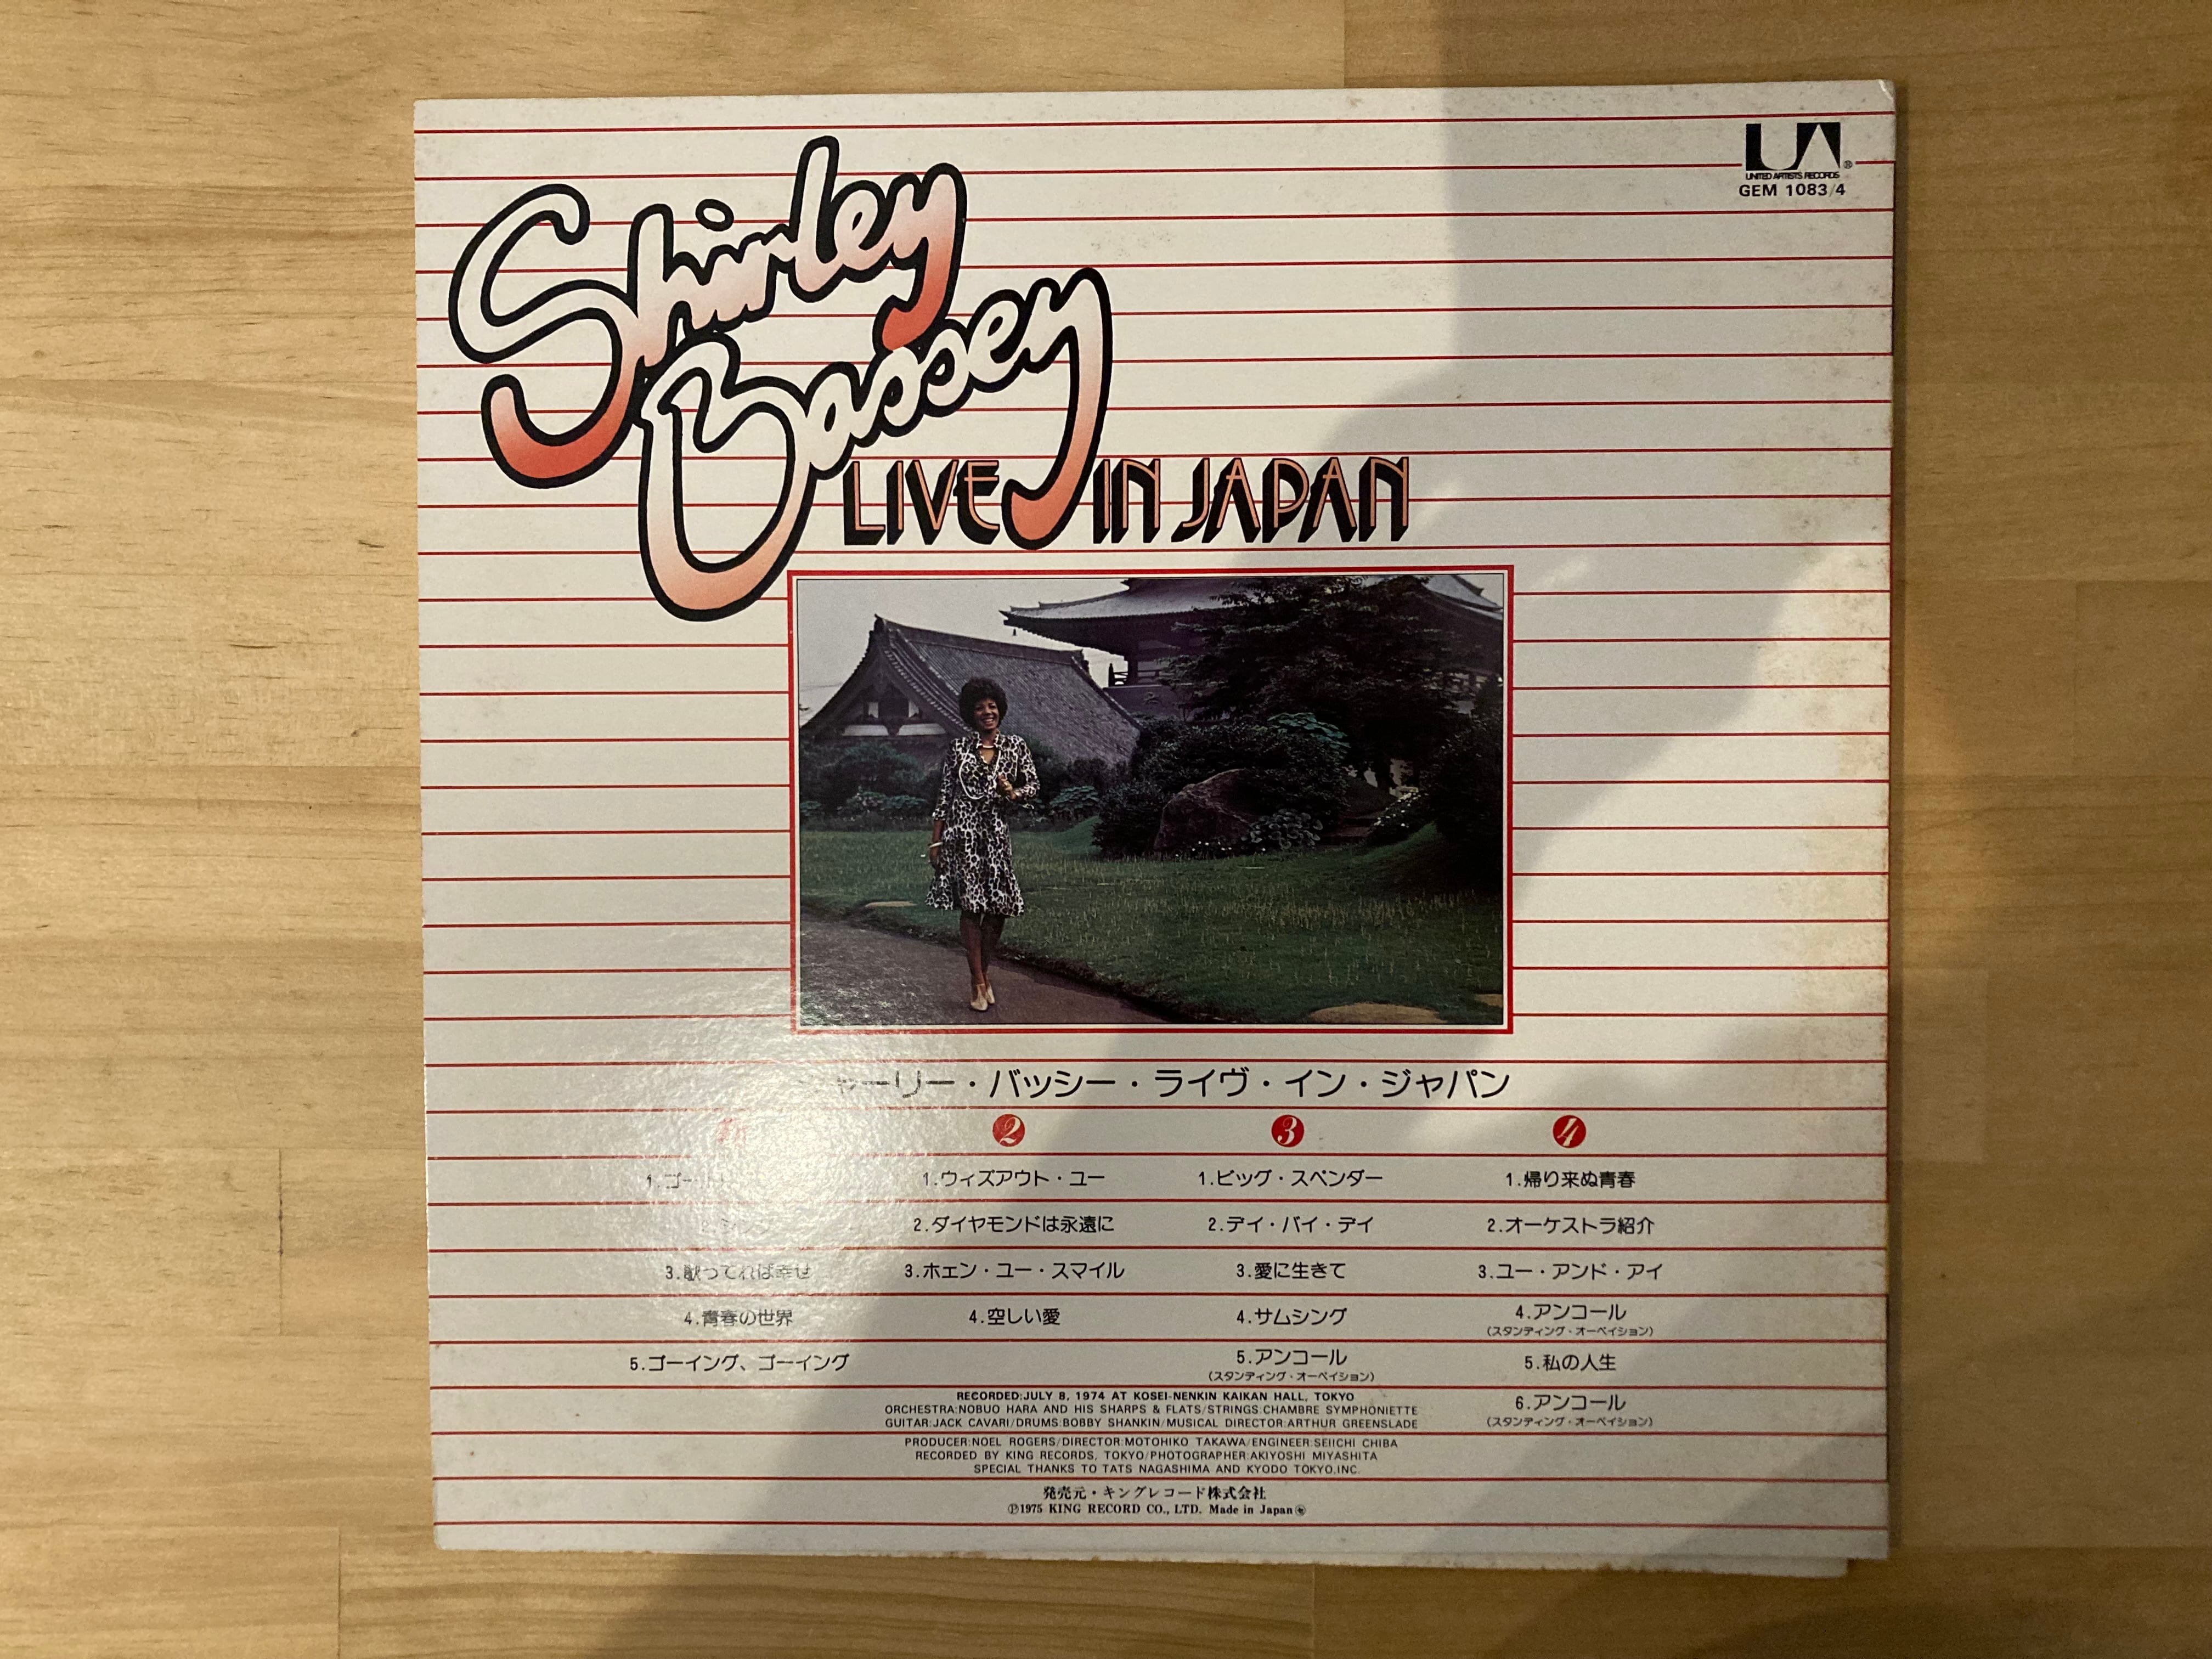 Shirley
Bassey
LIVE IN JAPAN
UA
UNITED ARTISTS RECORDS
GEM 1083/4
ャーリー・バッシー・ライヴ・イン・ジャパン
2
3
4
1.ウィズアウト・ユー
1.ビッグ・スペンダー
1.帰り来ぬ青春
2.シング
2.ダイヤモンドは永遠に
2.デイ・バイ・デイ
2.オーケストラ紹介
3.歌ってれば幸せ
3.ホェン・ユー・スマイル
3.愛に生きて
3.ユー・アンド・アイ
4.青春の世界
4.空しい愛
4.サムシング
4.アンコール
(スタンディング・オーベイション)
5.ゴーイング、ゴーイング
5.アンコール
(スタンディング・オーベイション)
5.私の人生
6.アンコール
(スタンディング・オーベイション)
RECORDED:JULY 8, 1974 AT KOSEI-NENKIN KAIKAN HALL, TOKYO
ORCHESTRA:NOBUO HARA AND HIS SHARPS & FLATS/STRINGS:CHAMBRE SYMPHONIETTE
GUITAR:JACK CAVARI/DRUMS:BOBBY SHANKIN/MUSICAL DIRECTOR:ARTHUR GREENSLADE
PRODUCER:NOEL ROGERS/DIRECTOR:MOTOHIKO TAKAWA/ENGINEER:SEIICHI CHIBA
RECORDED BY KING RECORDS, TOKYO/PHOTOGRAPHER:AKIYOSHI MIYASHITA
SPECIAL THANKS TO TATS NAGASHIMA AND KYODO TOKYO,INC.
発売元・キングレコード株式会社
Ⓟ1975 KING RECORD CO., LTD. Made in Japan㋲